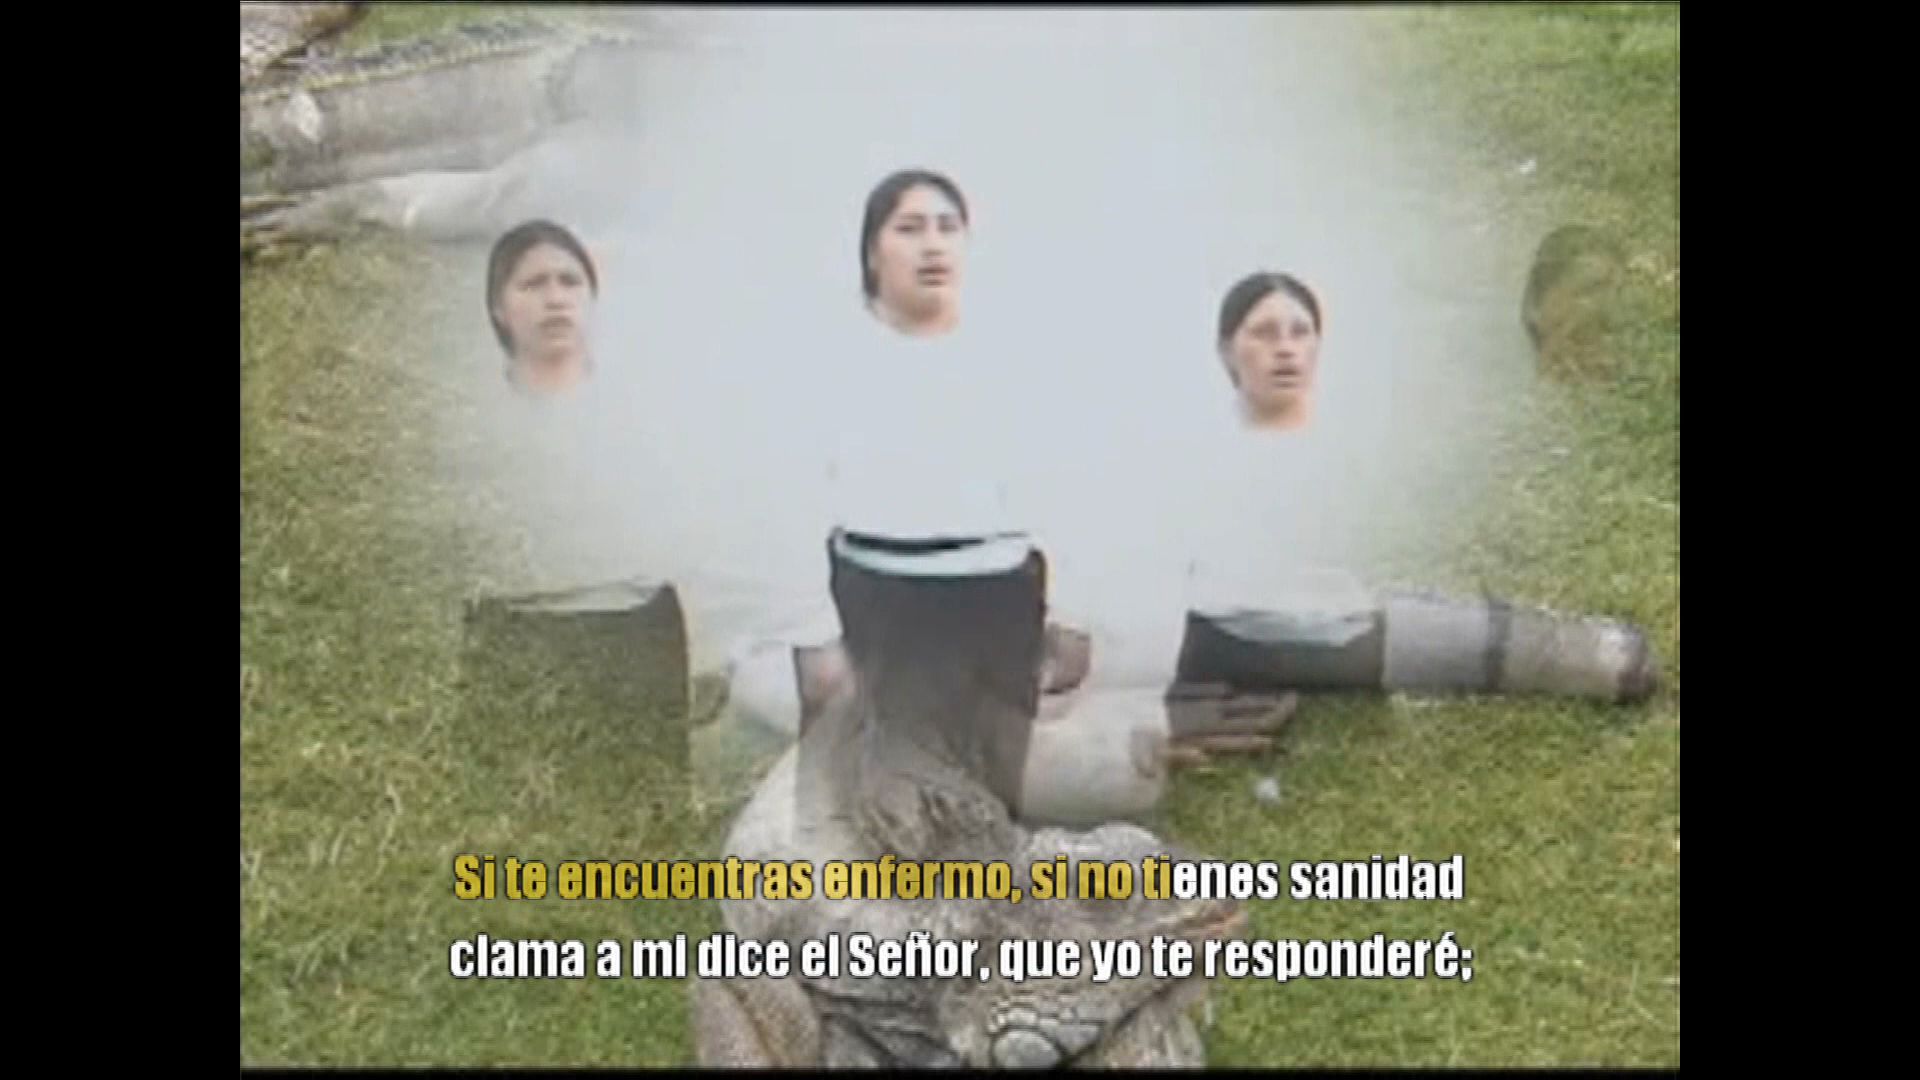 Si te encuentras enfermo, si no tienes sanidad
clama a mi dice el Señor, que yo te responderé;